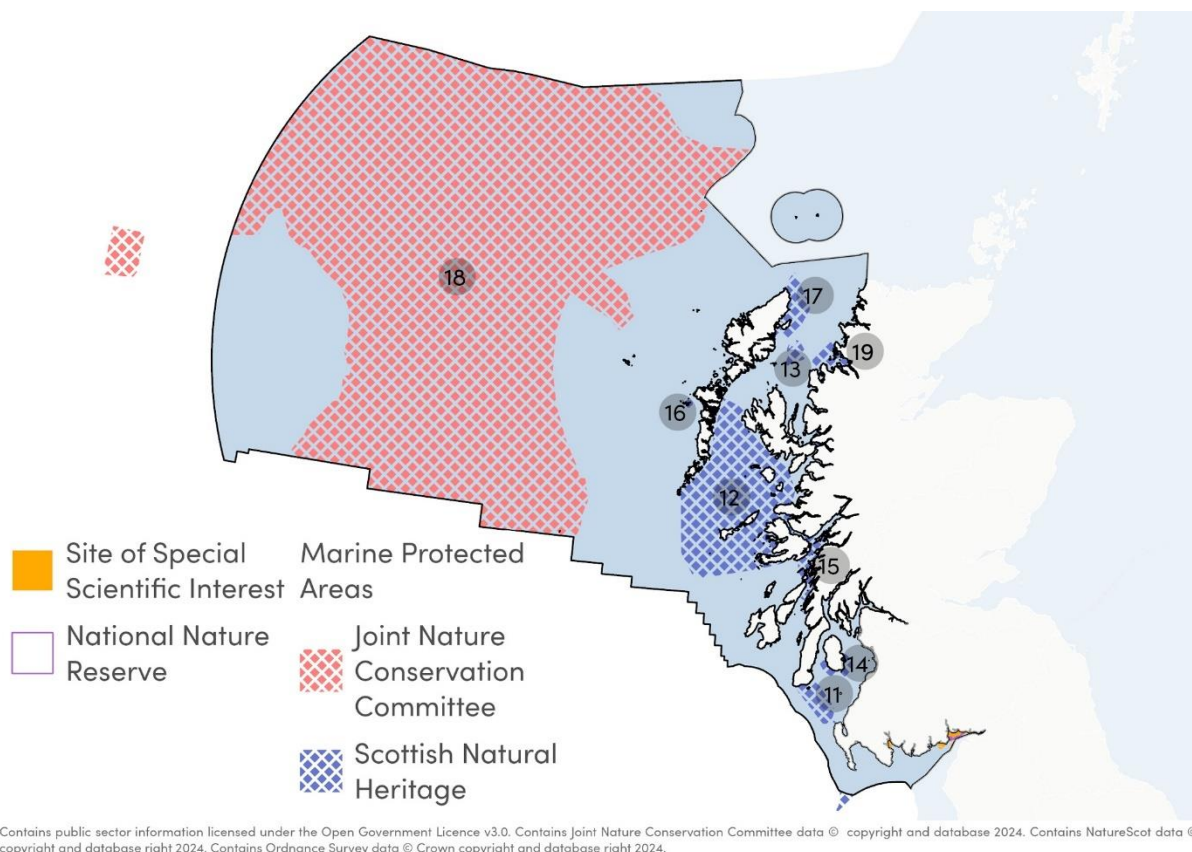 18
17
13
19
16
12
15
14
11
Site of Special
Scientific Interest
National Nature
Reserve
Marine Protected
Areas
Joint Nature
Conservation
Committee
Scottish Natural
Heritage
Contains public sector information licensed under the Open Government Licence v3.0. Contains Joint Nature Conservation Committee data © copyright and database 2024. Contains NatureScot data ©
copyright and database right 2024. Contains Ordnance Survey data © Crown copyright and database right 2024.